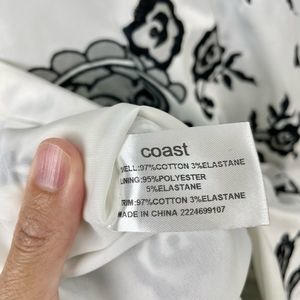 coast
SHELL:97%COTTON 3%ELASTANE
LINING:95%POLYESTER
5%ELASTANE
TRIM:97%COTTON 3%ELASTANE
MADE IN CHINA 2224699107